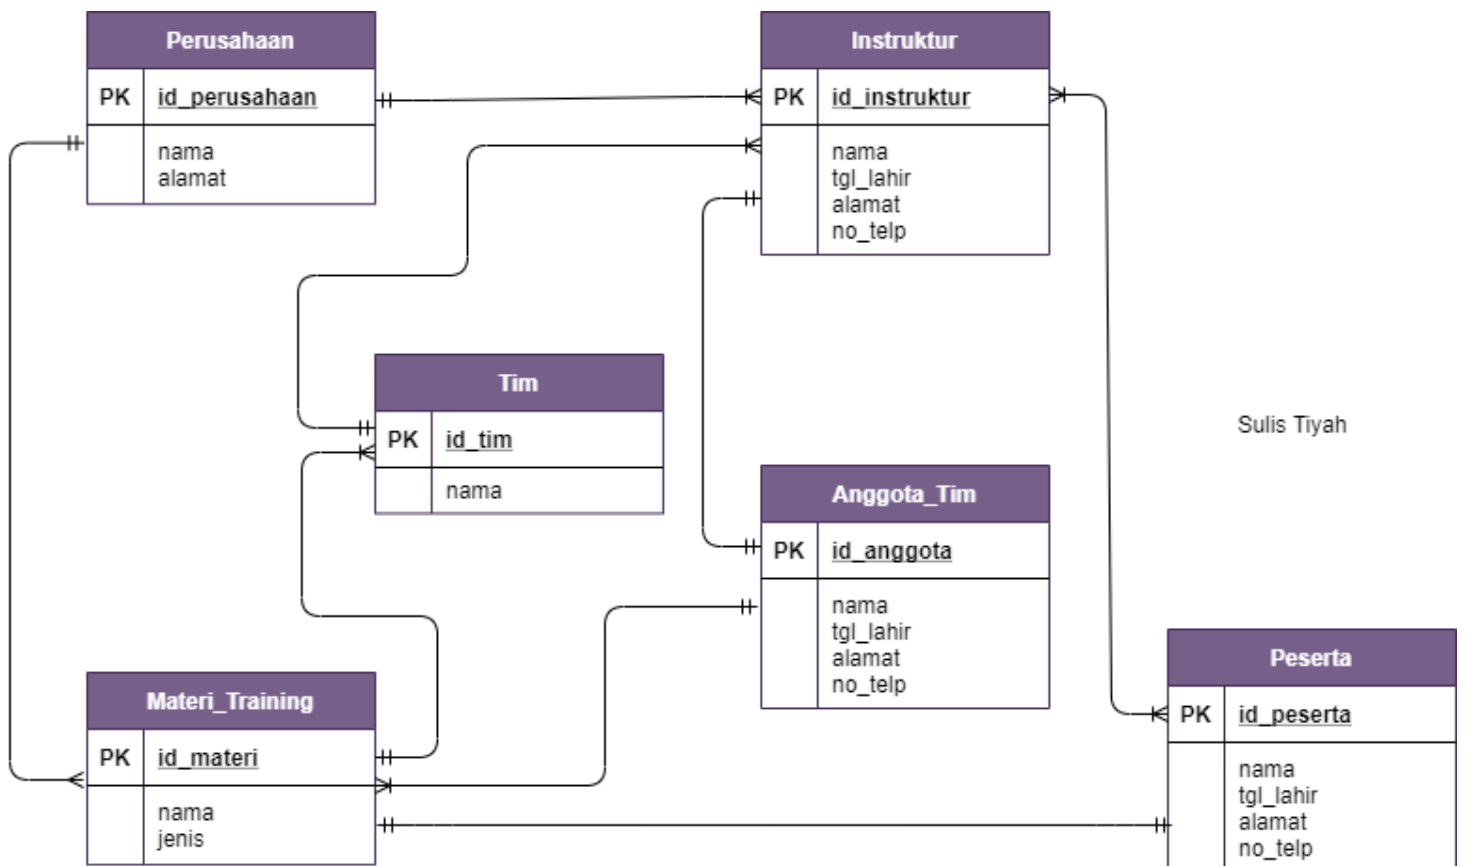 Perusahaan
PK id_perusahaan
nama
alamat
Instruktur
PK id_instruktur
nama
tgl_lahir
alamat
no_telp
Tim
PK id_tim
nama
Sulis Tiyah
Anggota_Tim
PK id_anggota
nama
tgl_lahir
alamat
no_telp
Materi_Training
PK id_materi
nama
jenis
Peserta
PK id_peserta
nama
tgl_lahir
alamat
no_telp